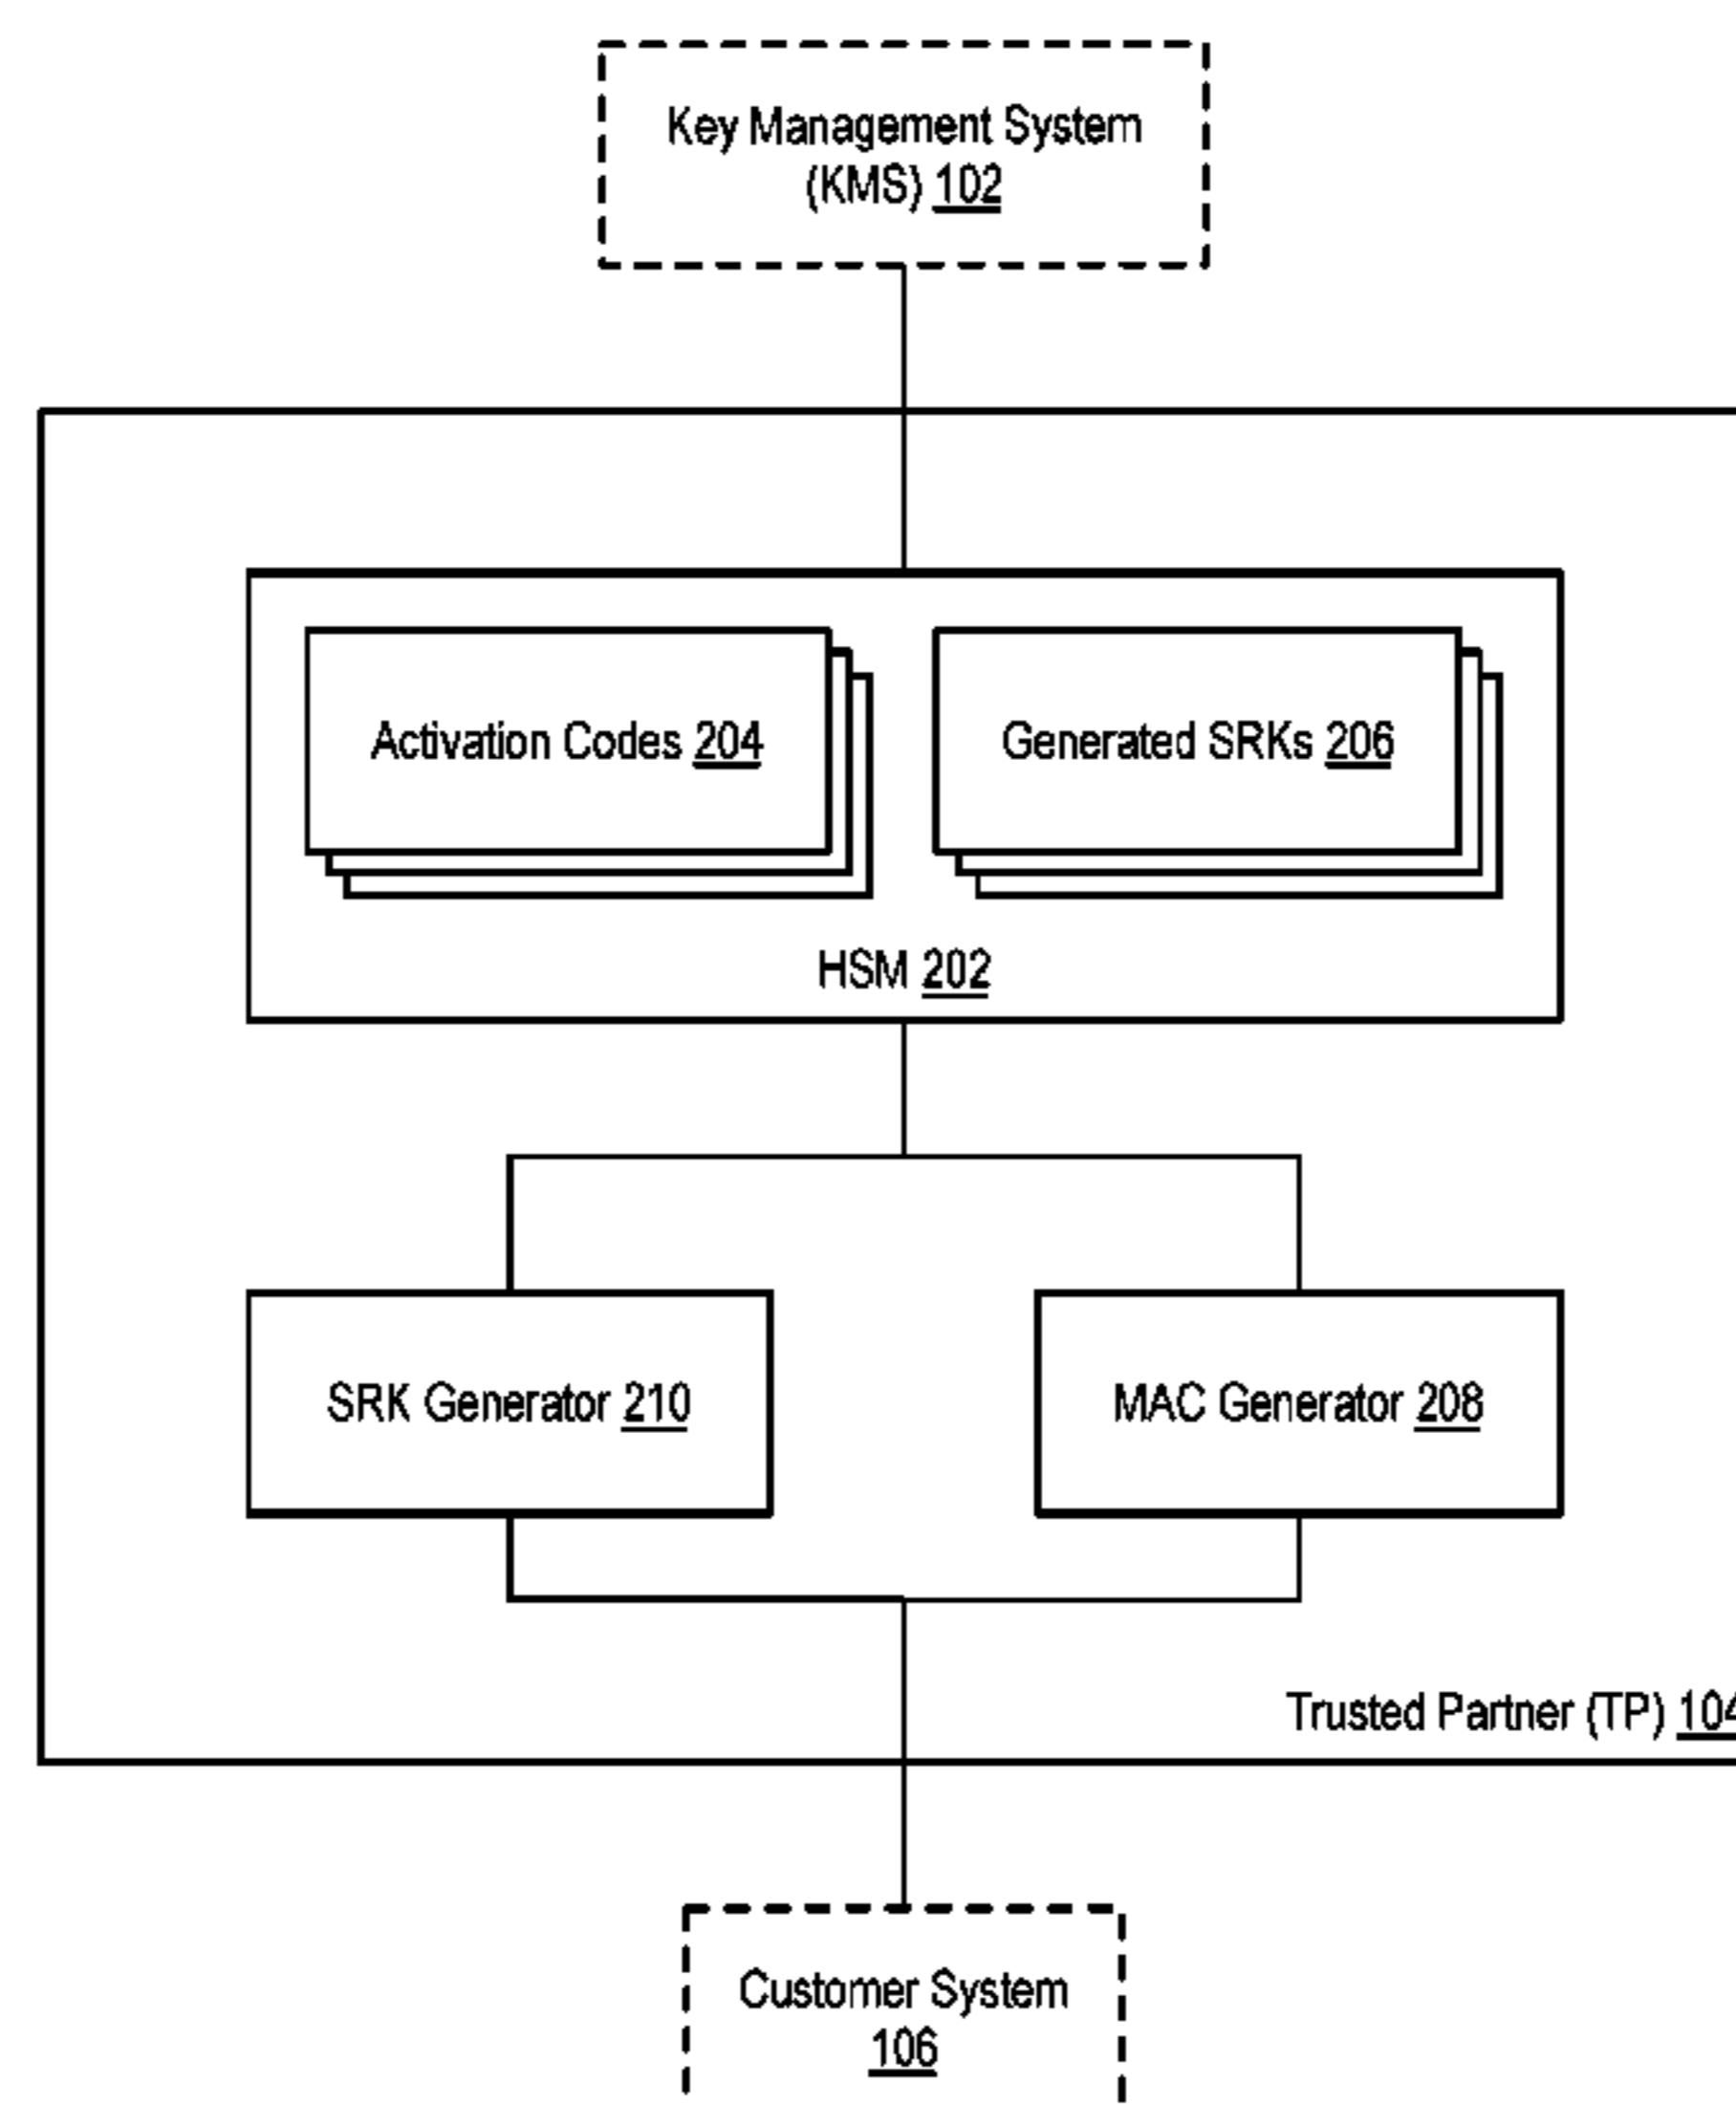 Key Management System
(KMS) 102
Activation Codes 204
Generated SRKs 206
HSM 202
SRK Generator 210
MAC Generator 208
Trusted Partner (TP) 104
Customer System
106